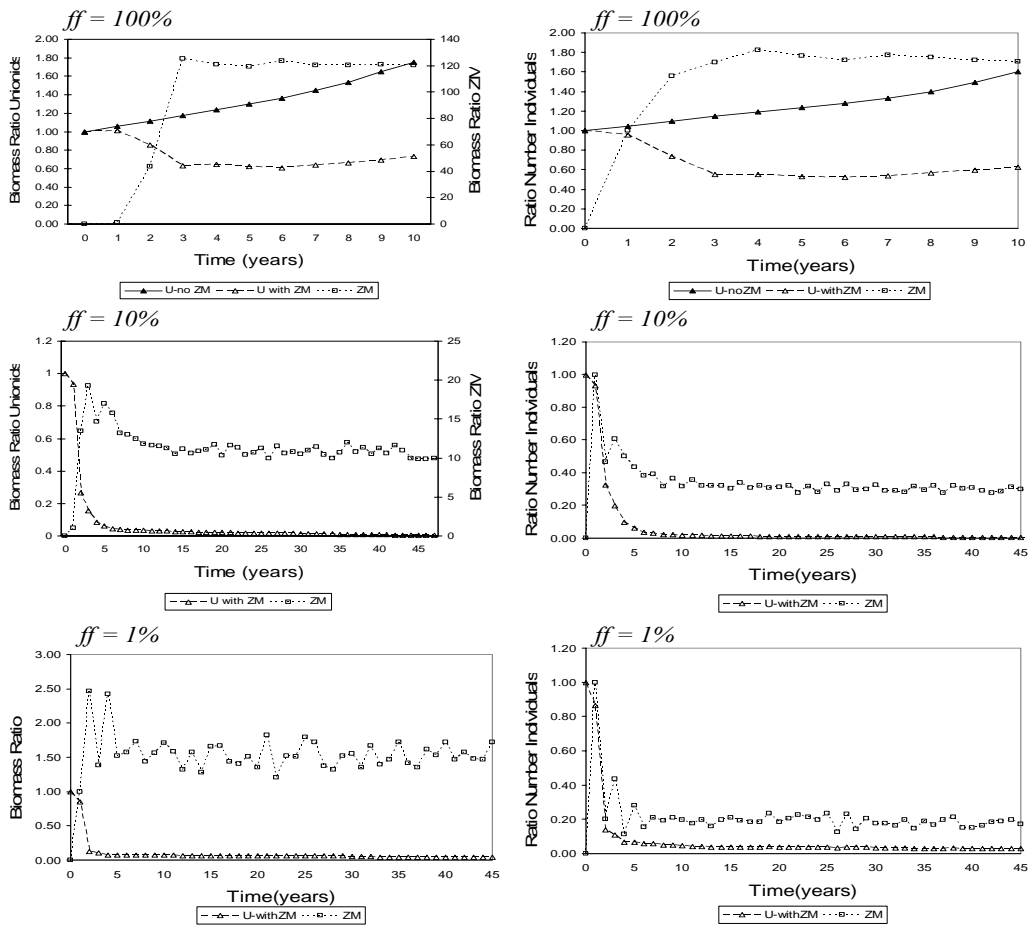 ff = 100%
Biomass Ratio Unionids
2.00
1.80
1.60
1.40
1.20
1.00
0.80
0.60
0.40
0.20
0.00
140
120
100
80
60
40
20
0
Biomass Ratio ZM
0 1 2 3 4 5 6 7 8 9 10
Time (years)
U-no ZM U with ZM ZM
ff = 100%
Ratio Number Individuals
2.00
1.80
1.60
1.40
1.20
1.00
0.80
0.60
0.40
0.20
0.00
0 1 2 3 4 5 6 7 8 9 10
Time(years)
U-noZM U-withZM ZM
ff = 10%
Biomass Ratio Unionids
1.2
1
0.8
0.6
0.4
0.2
0
25
20
15
10
5
0
Biomass Ratio ZM
0 5 10 15 20 25 30 35 40 45
Time (years)
U with ZM ZM
ff = 10%
Ratio Number Individuals
1.20
1.00
0.80
0.60
0.40
0.20
0.00
0 5 10 15 20 25 30 35 40 45
Time(years)
U-withZM ZM
ff = 1%
Biomass Ratio
3.00
2.50
2.00
1.50
1.00
0.50
0.00
0 5 10 15 20 25 30 35 40 45
Time(years)
U-withZM ZM
ff = 1%
Ratio Number Individuals
1.20
1.00
0.80
0.60
0.40
0.20
0.00
0 5 10 15 20 25 30 35 40 45
Time(years)
U-withZM ZM